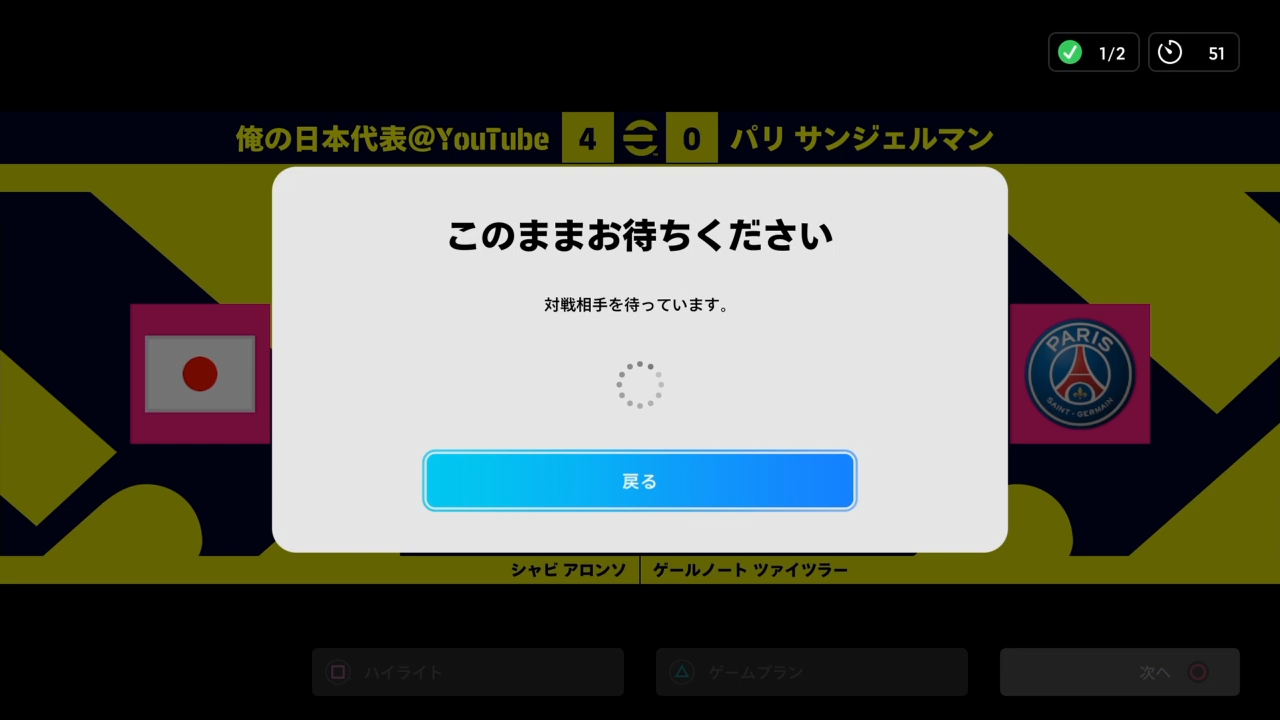 1/2
51
俺の日本代表@YouTube 4 0 パリ サンジェルマン
このままお待ちください
対戦相手を待っています。
PARIS
SAINT-GERMAIN
戻る
シャビ アロンソ ゲールノート ツァイツラー
ハイライト ゲームプラン 次へ